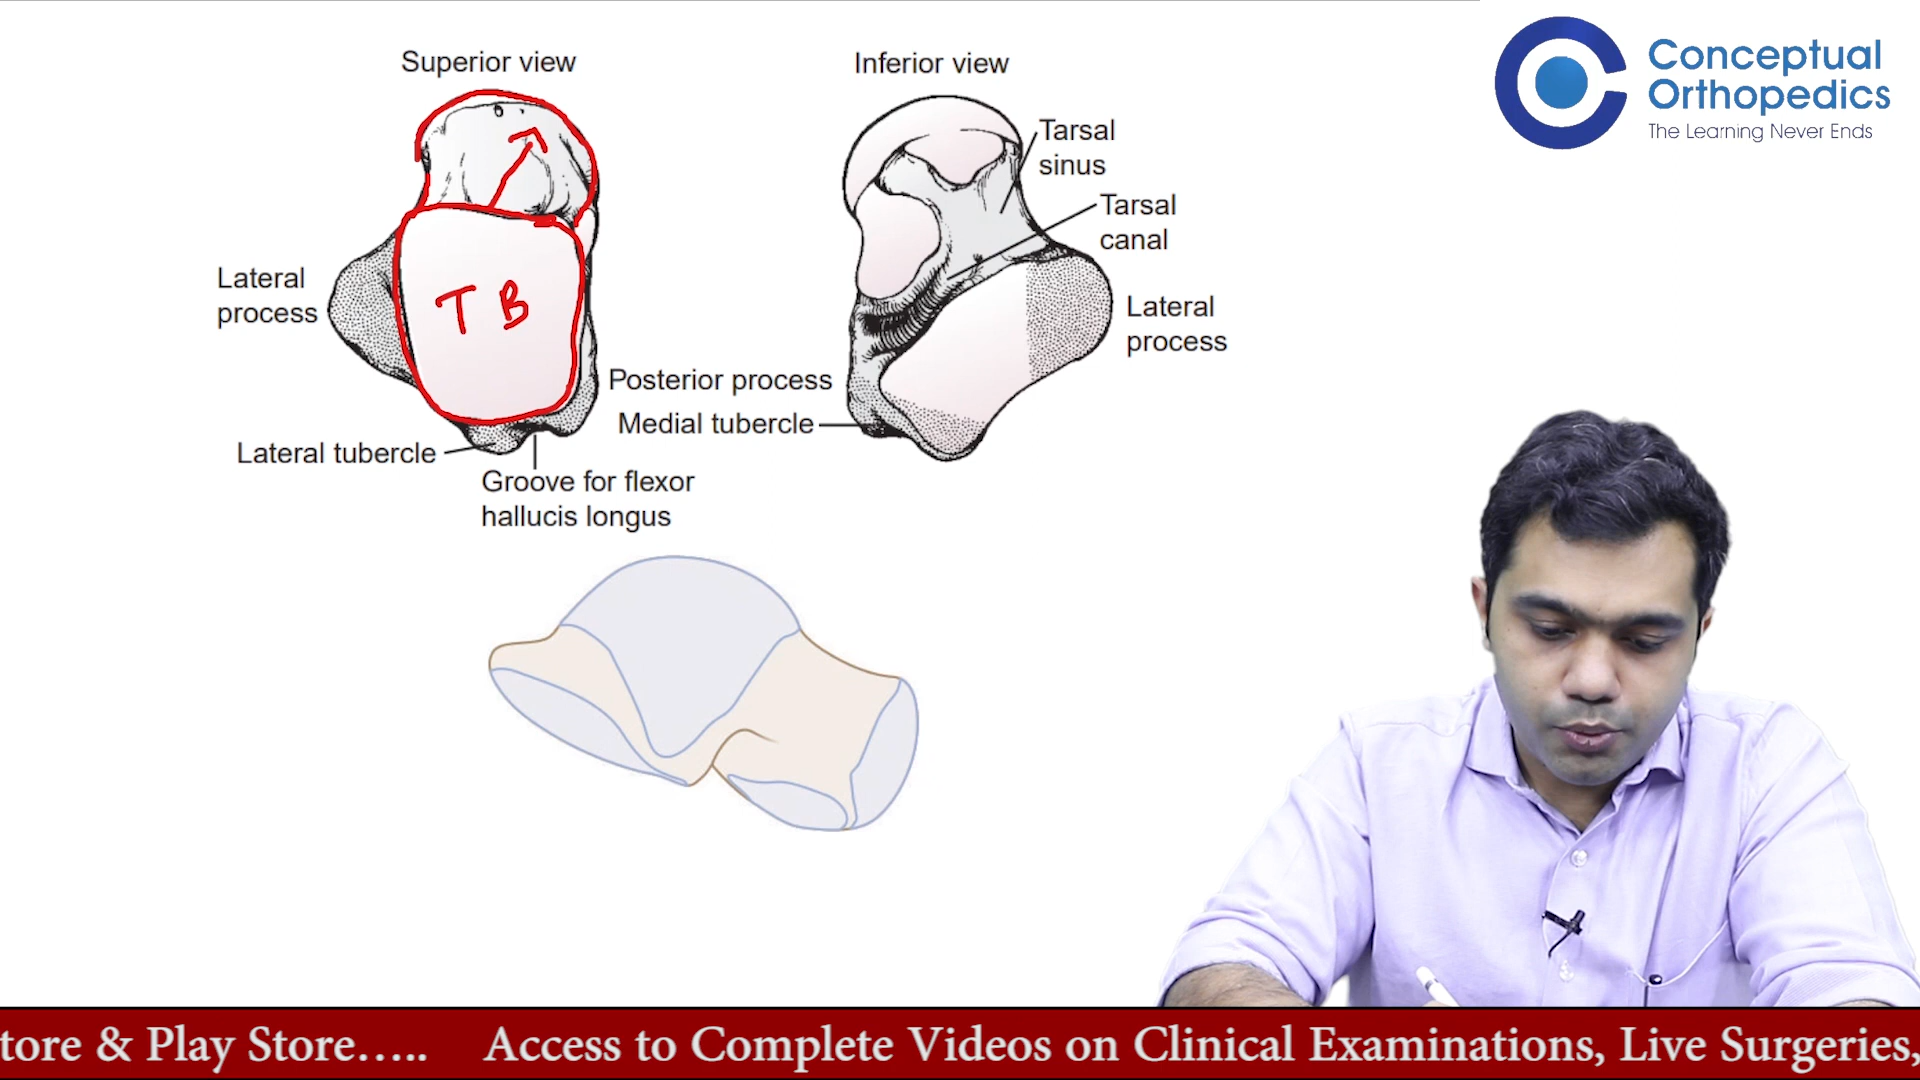 Superior view
Inferior view
Conceptual
Orthopedics
The Learning Never Ends
Tarsal
sinus
Tarsal
canal
Lateral
process
T B
Lateral
process
Posterior process
Medial tubercle
Lateral tubercle
Groove for flexor
hallucis longus
tore & Play Store..... Access to Complete Videos on Clinical Examinations, Live Surgeries,